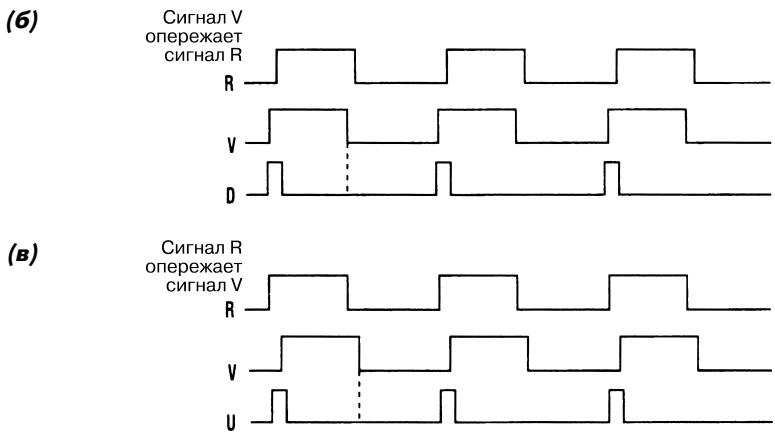 (б)
Сигнал V
опережает
сигнал R
R
V
D
(в)
Сигнал R
опережает
сигнал V
R
V
U